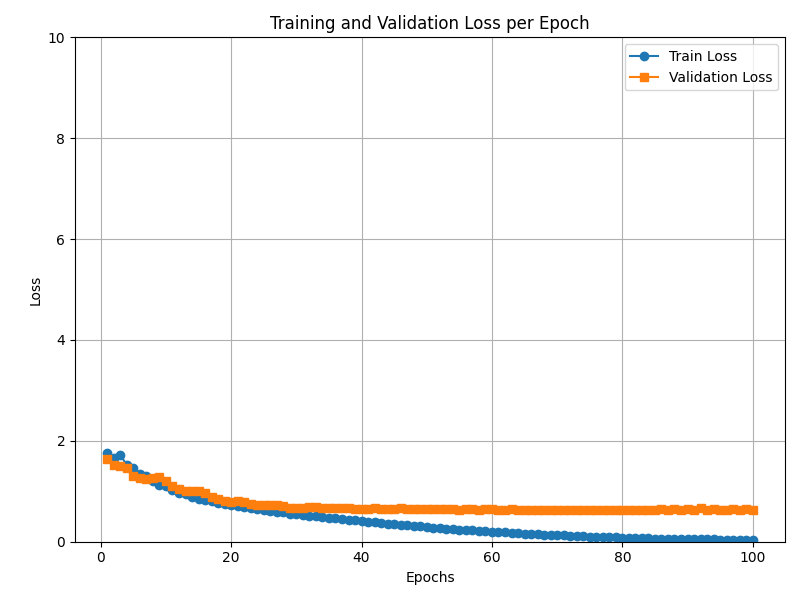 Training and Validation Loss per Epoch
10
8
6
4
2
0
Loss
Train Loss
Validation Loss
0 20 40 60 80 100
Epochs